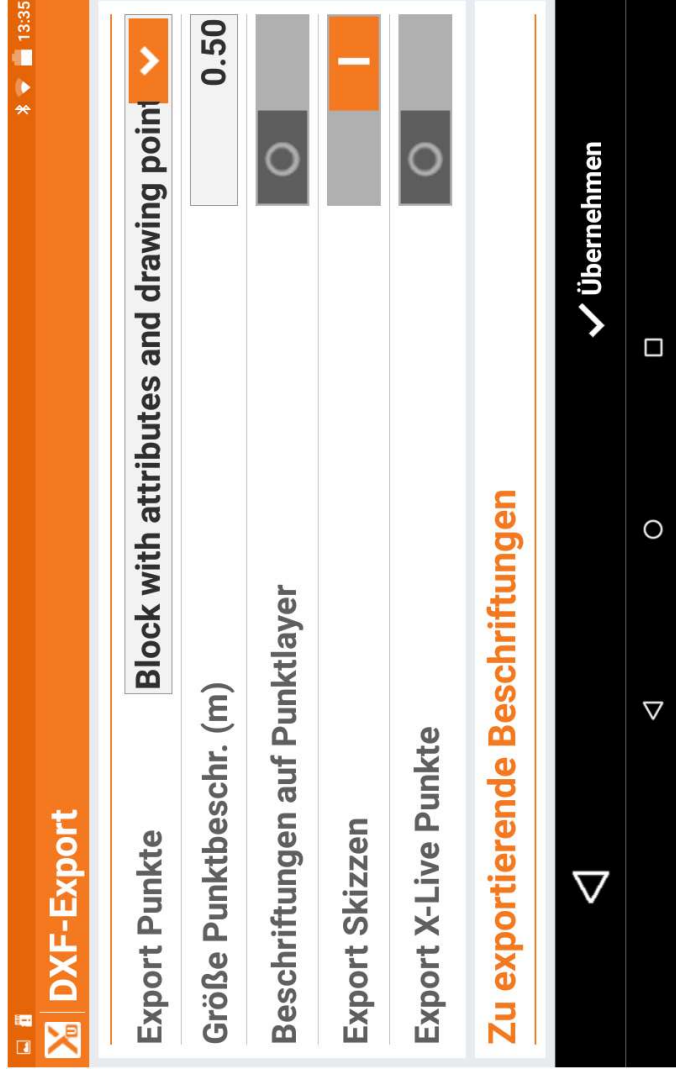 13:35
DXF-Export
Export Punkte Block with attributes and drawing point
Größe Punktbeschr. (m) 0.50
Beschriftungen auf Punktlayer
Export Skizzen
Export X-Live Punkte
Zu exportierende Beschriftungen
Übernehmen